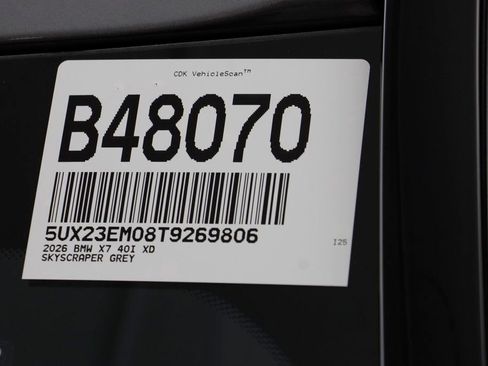 CDK VehicleScan™
B48070
5UX23EM08T9269806
2026 BMW X7 40I XD
SKYSCRAPER GREY
I25